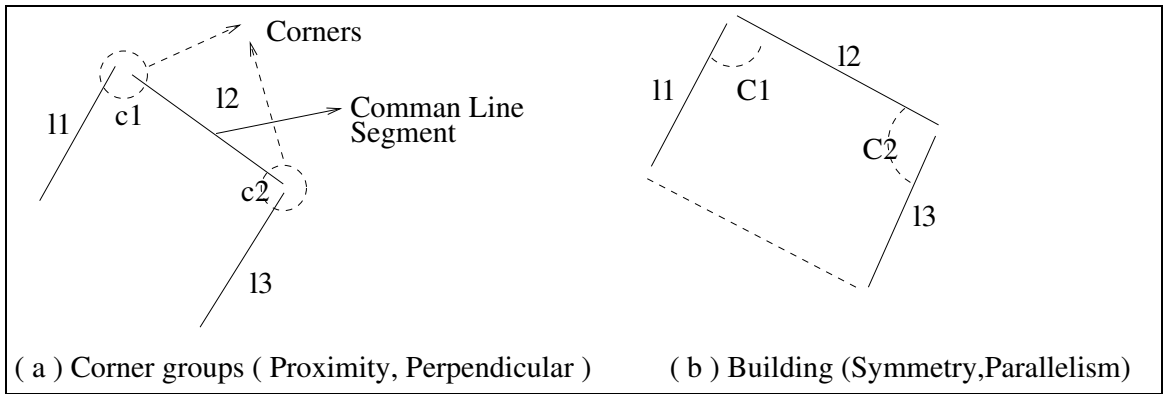 Corners
l1
c1
l2
Comman Line
Segment
c2
l3
( a ) Corner groups ( Proximity, Perpendicular )
l1
C1
l2
C2
l3
( b ) Building (Symmetry,Parallelism)